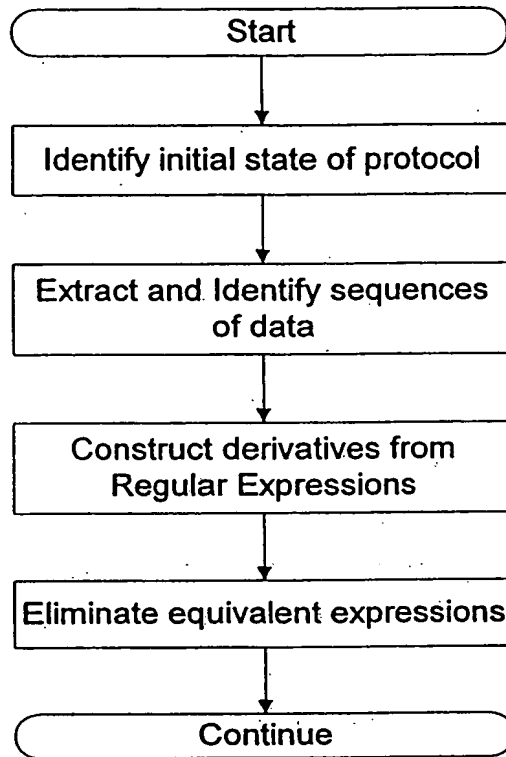 Start
Identify initial state of protocol
Extract and Identify sequences
of data
Construct derivatives from
Regular Expressions
Eliminate equivalent expressions
Continue